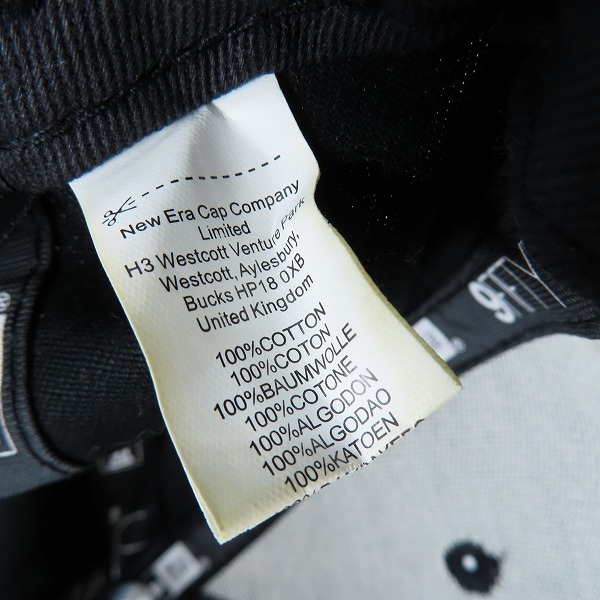 New Era Cap Company
Limited
H3 Westcott Venture Park
Westcott, Aylesbury,
Bucks HP18 0XB
United Kingdom
100%COTTON
100%COTON
100%BAUMWOLLE
100%COTONE
100%ALGODON
100%ALGODAO
100%KATOEN
9FIFTY